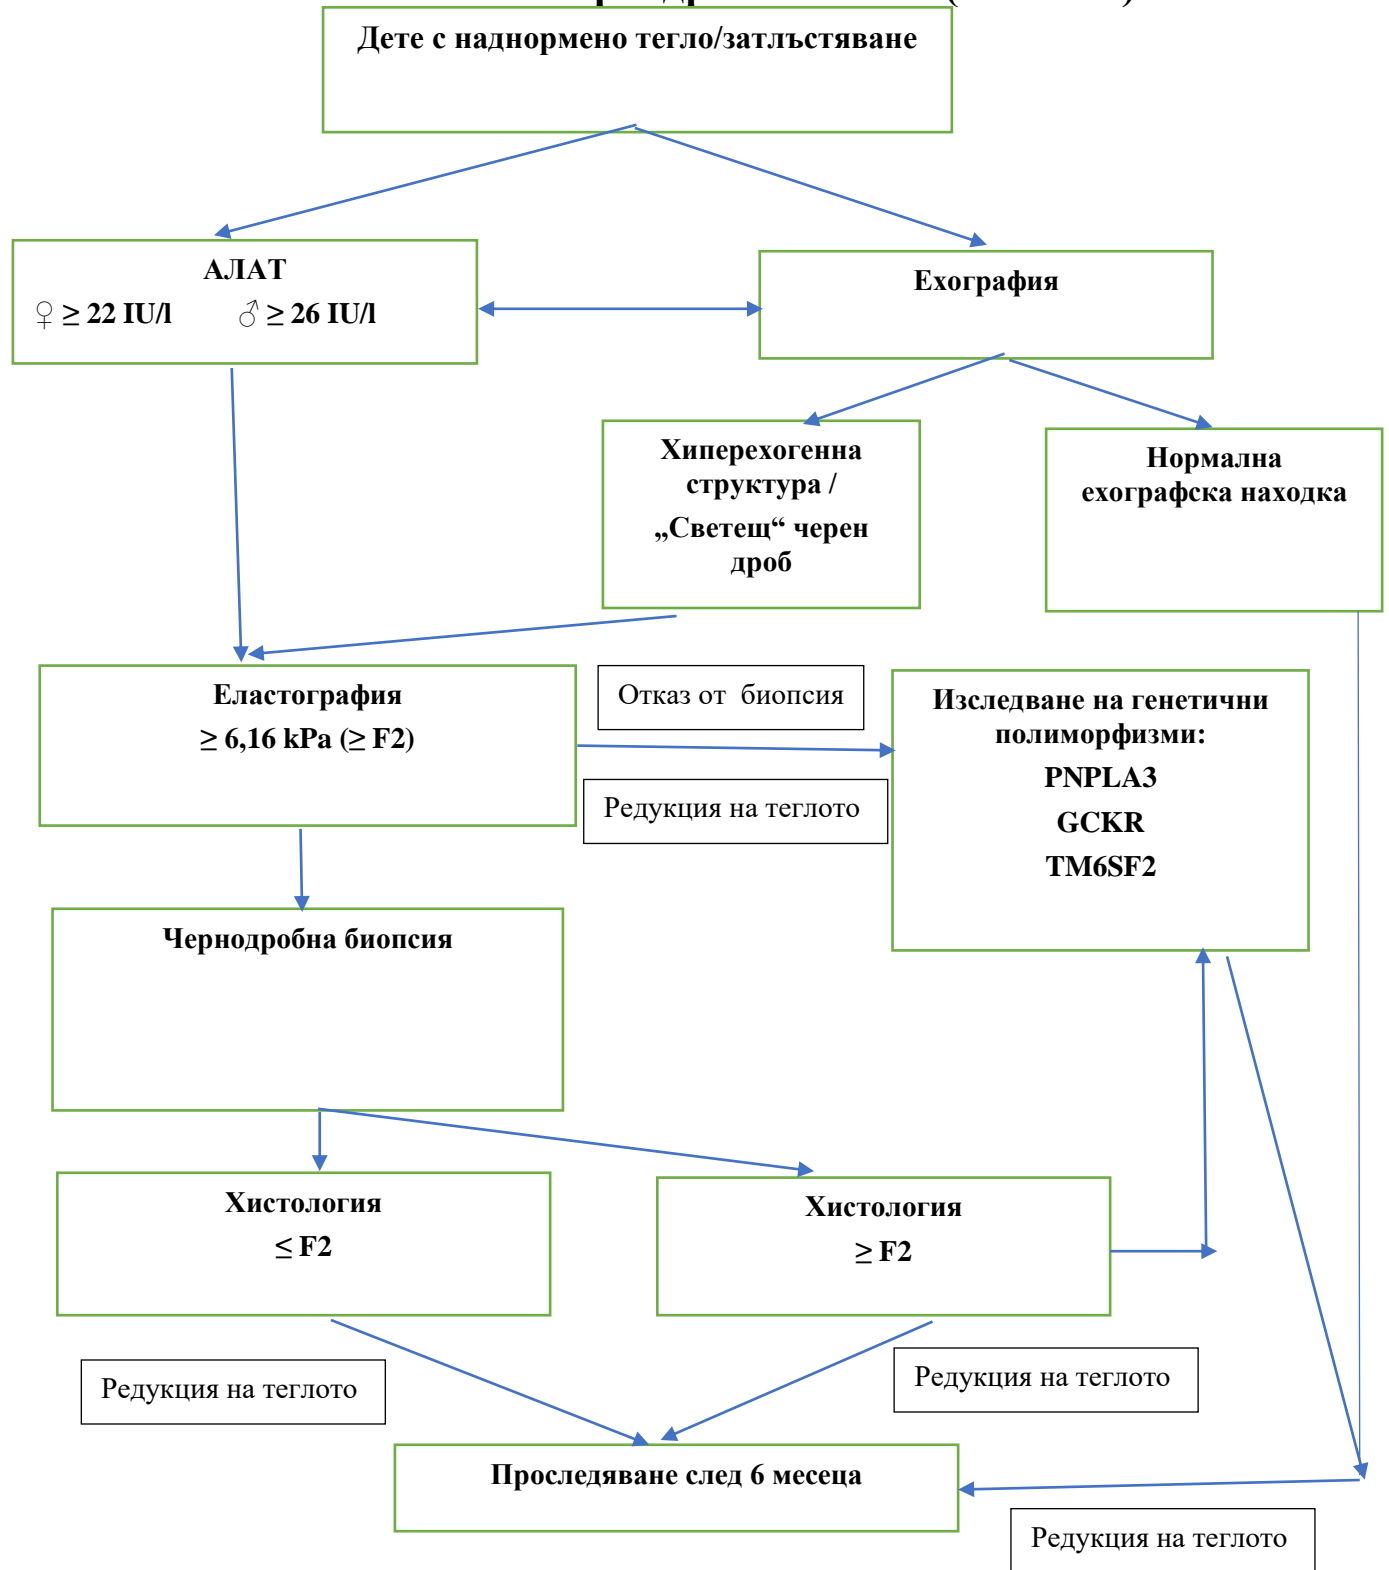 Дете с наднормено тегло/затлъстяване
АЛАТ
♀ ≥ 22 IU/l ♂ ≥ 26 IU/l
Ехография
Хиперехогенна
структура /
„Светещ“ черен
дроб
Нормална
ехографска находка
Еластография
≥ 6,16 kPa (≥ F2)
Отказ от биопсия
Редукция на теглото
Изследване на генетични
полиморфизми:
PNPLA3
GCKR
TM6SF2
Чернодробна биопсия
Хистология
≤ F2
Хистология
≥ F2
Редукция на теглото
Редукция на теглото
Проследяване след 6 месеца
Редукция на теглото